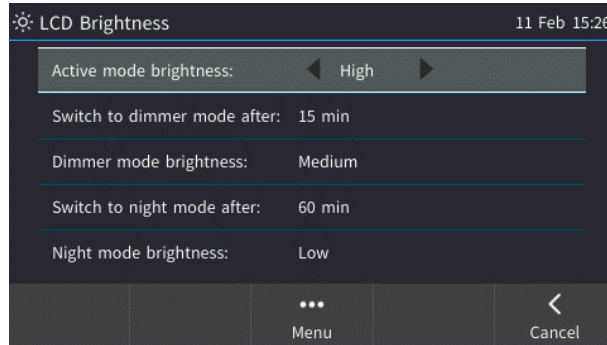 LCD Brightness 11 Feb 15:26
Active mode brightness: High
Switch to dimmer mode after: 15 min
Dimmer mode brightness: Medium
Switch to night mode after: 60 min
Night mode brightness: Low
Menu Cancel